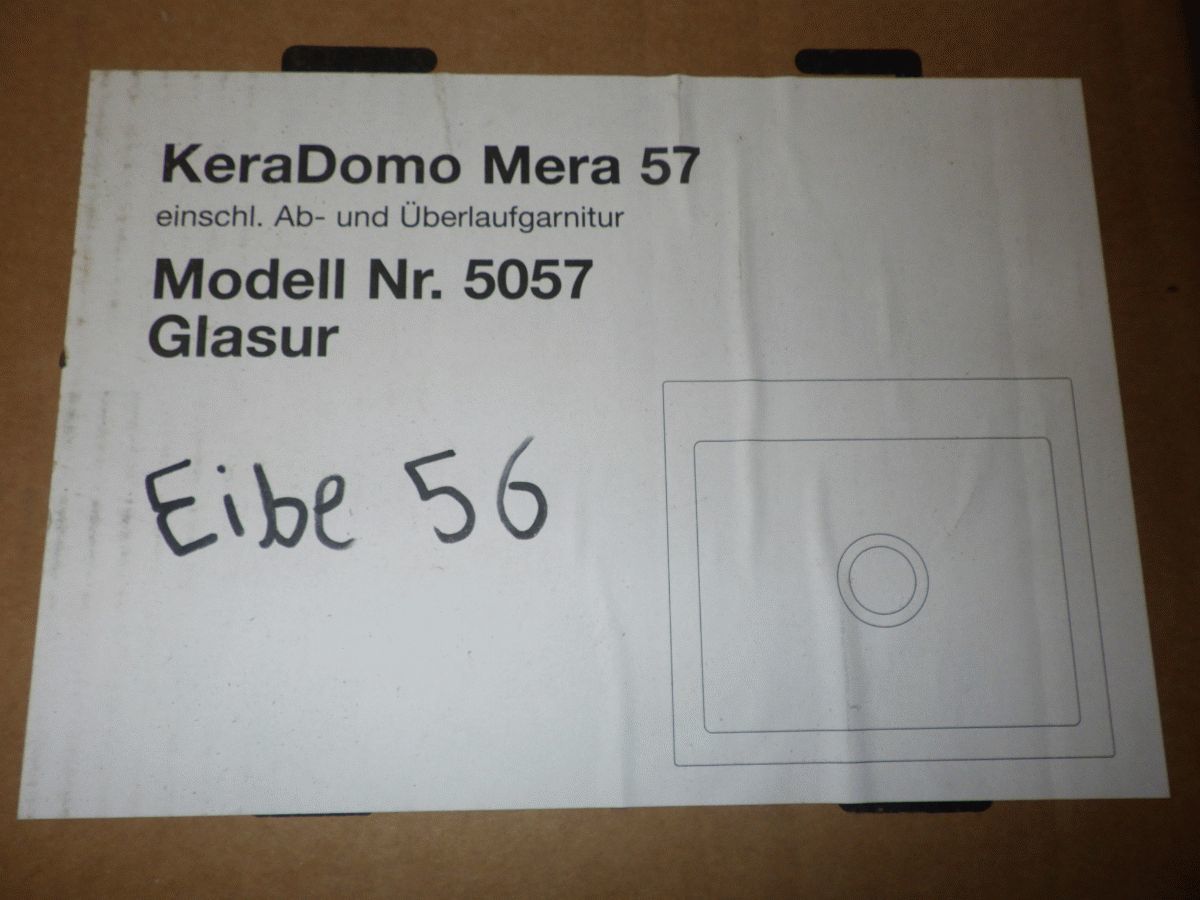 KeraDomo Mera 57
einschl. Ab- und Überlaufgarnitur
Modell Nr. 5057
Glasur
Eibe 56